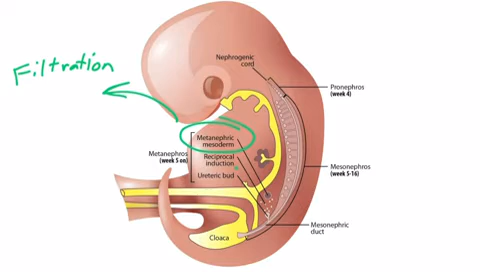 Filtration
Nephrogenic
cord
Pronephros
(week 4)
Metanephric
mesoderm
Metanephros
(week 5 on)
Reciprocal
induction
Ureteric bud
Mesonephros
(week 5-16)
Mesonephric
duct
Cloaca